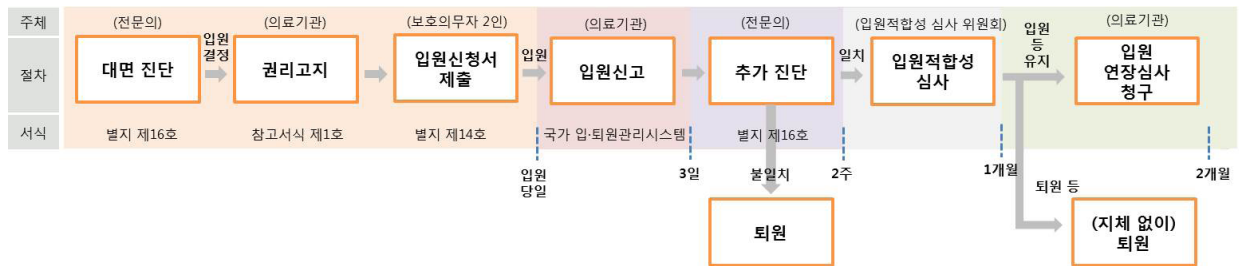 주체
(전문의)
(의료기관)
(보호의무자 2인)
(의료기관)
(전문의)
(입원적합성 심사 위원회)
(의료기관)
절차
대면 진단
입원
결정
권리고지
입원신청서
제출
입원
입원신고
추가 진단
일치
입원적합성
심사
입원
등
유지
입원
연장심사
청구
서식
별지 제16호
참고서식 제1호
별지 제14호
국가 입·퇴원관리시스템
별지 제16호
입원
당일
3일
불일치
2주
1개월
2개월
퇴원 등
퇴원
(지체 없이)
퇴원